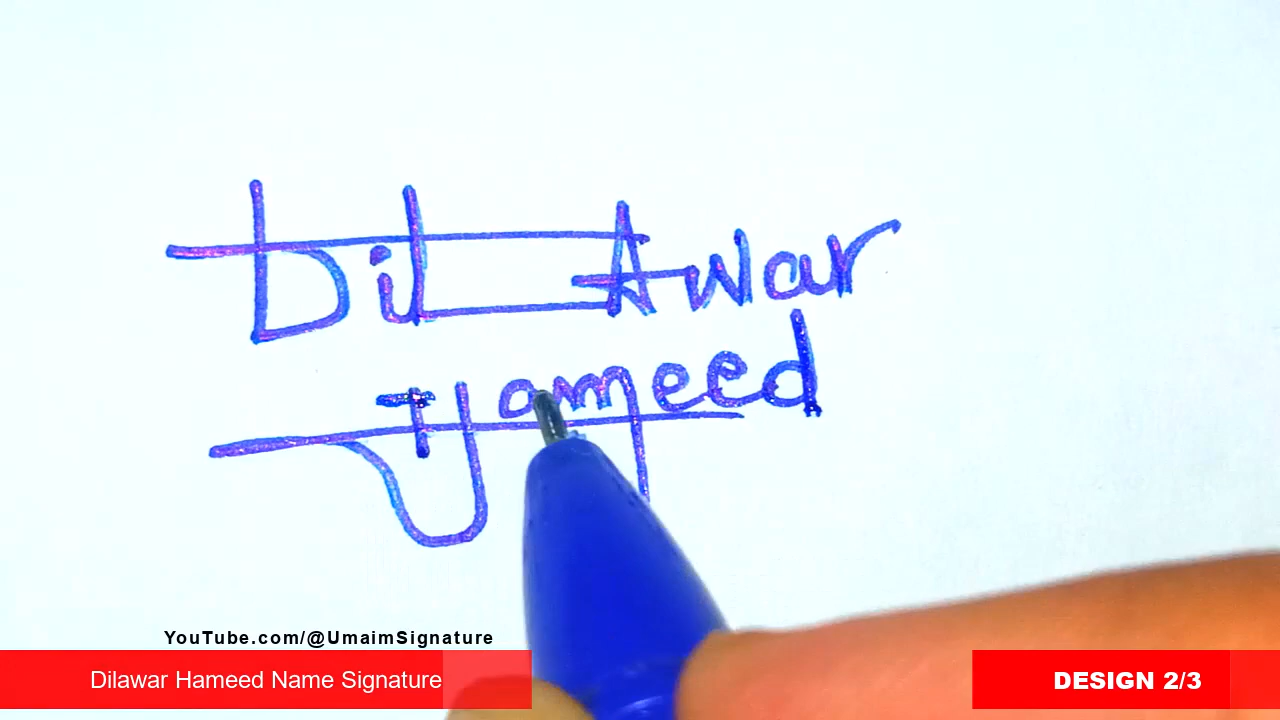 Dil Awar
Hameed
YouTube.com/@UmaimSignature
Dilawar Hameed Name Signature
DESIGN 2/3